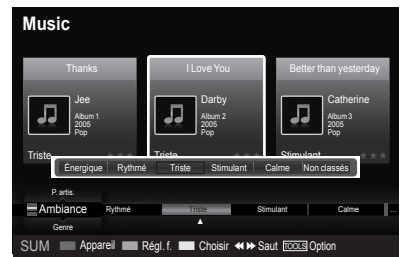 Music
Thanks I Love You Better than yesterday
Jee Darby Catherine
Album 1 Album 2 Album 3
2005 2005 2005
Pop Pop Pop
Triste Triste Stimulant
Énergique Rythmé Triste Stimulant Calme Non classés
P. artis.
Ambiance Rythmé Triste Stimulant Calme ...
Genre
SUM Appareil Régl. f. Choisir Saut TOOLS Option